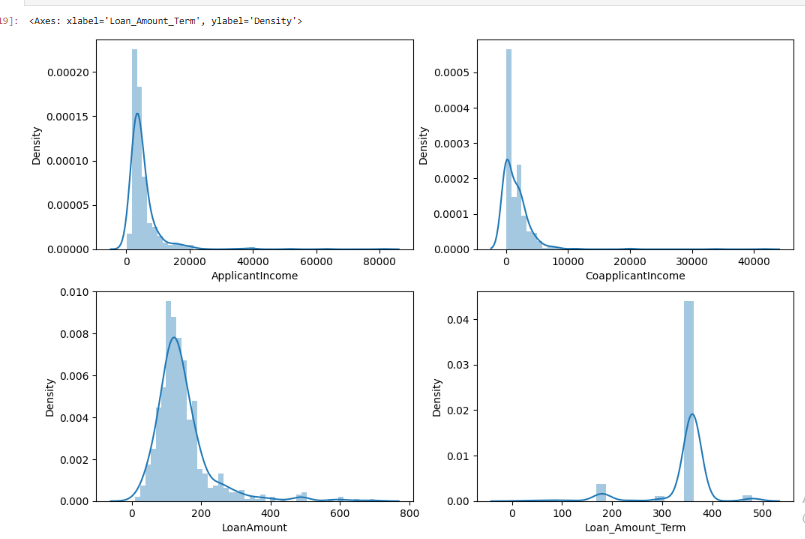 19]: <Axes: xlabel='Loan_Amount_Term', ylabel='Density'>
0.00020
0.00015
0.00010
0.00005
0.00000
Density
0 20000 40000 60000 80000
ApplicantIncome
0.0005
0.0004
0.0003
0.0002
0.0001
0.0000
Density
0 10000 20000 30000 40000
CoapplicantIncome
0.010
0.008
0.006
0.004
0.002
0.000
Density
0 200 400 600 800
LoanAmount
0.04
0.03
0.02
0.01
0.00
Density
0 100 200 300 400 500
Loan_Amount_Term